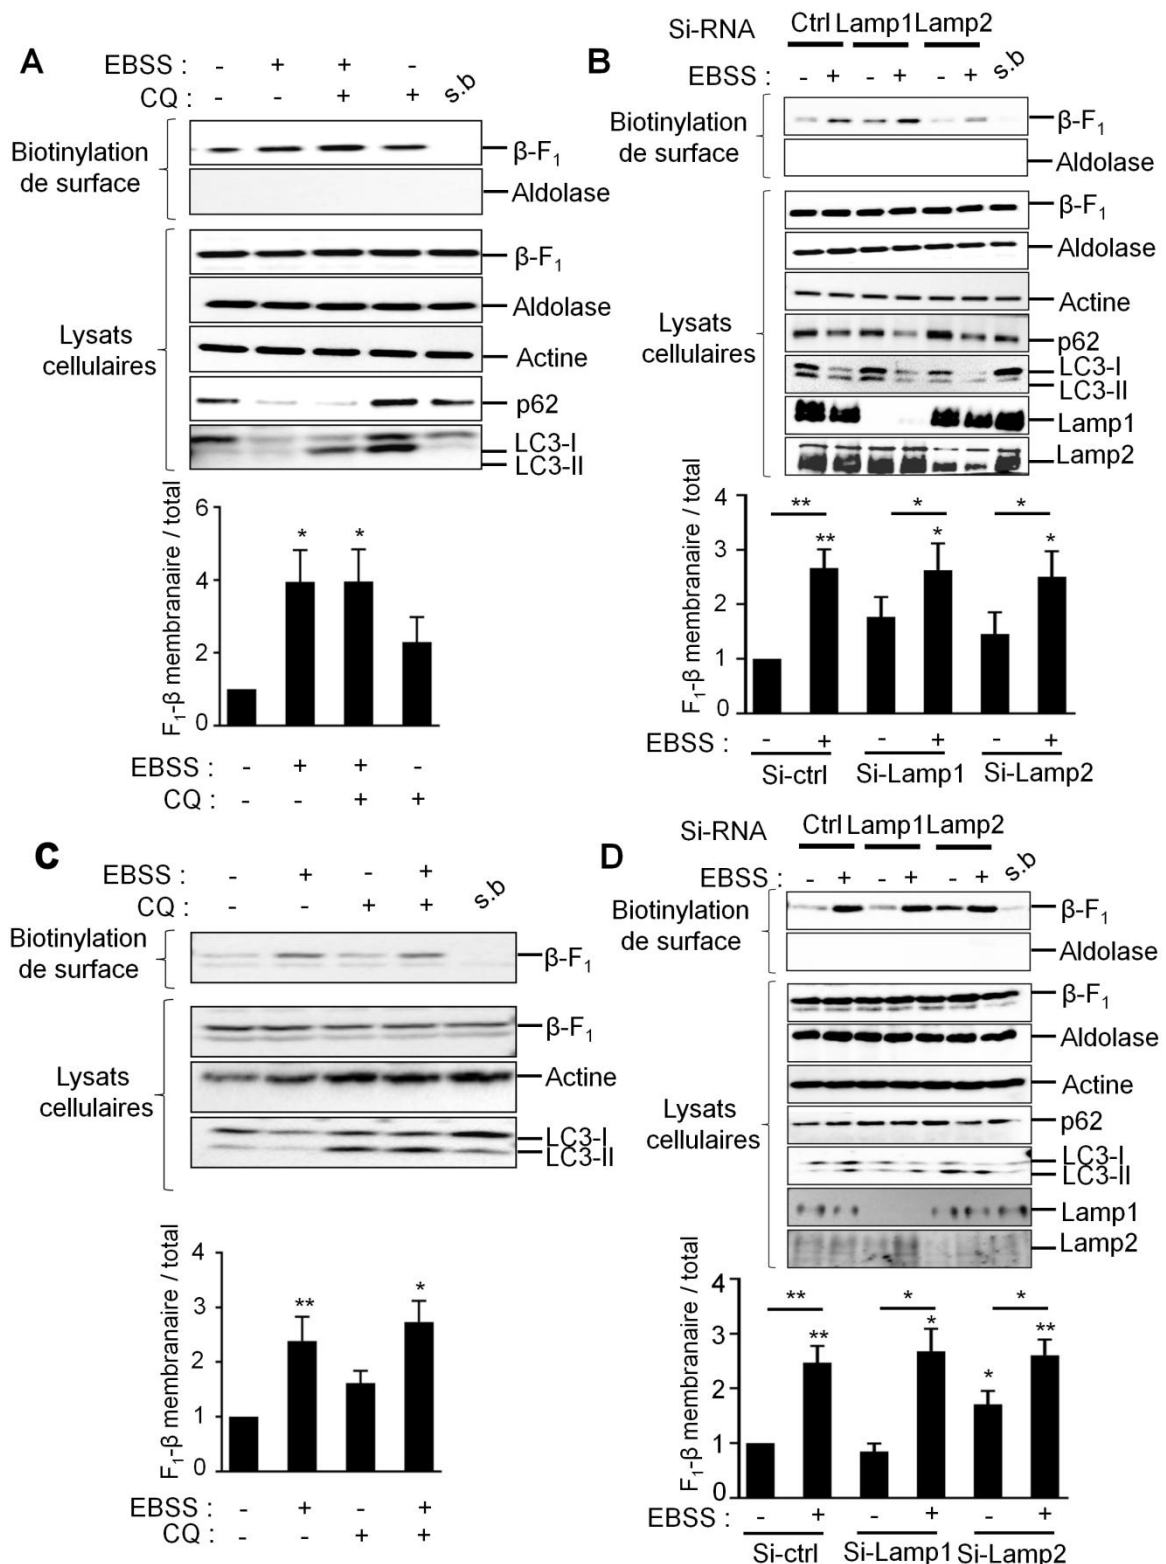 A
EBSS : - + + -
CQ : - - + + s.b
Biotinylation de surface
β-F₁
Aldolase
Lysats cellulaires
β-F₁
Aldolase
Actine
p62
LC3-I
LC3-II
F₁-β membranaire / total
6
4
2
0
* *
EBSS : - + + -
CQ : - - + +
B
Si-RNA Ctrl Lamp1 Lamp2
EBSS : - + - + - + s.b
Biotinylation de surface
β-F₁
Aldolase
Lysats cellulaires
β-F₁
Aldolase
Actine
p62
LC3-I
LC3-II
Lamp1
Lamp2
F₁-β membranaire / total
4
3
2
1
0
** * *
** * *
EBSS : - + - + - +
Si-ctrl Si-Lamp1 Si-Lamp2
C
EBSS : - + - +
CQ : - - + + s.b
Biotinylation de surface
β-F₁
Lysats cellulaires
β-F₁
Actine
LC3-I
LC3-II
F₁-β membranaire / total
4
3
2
1
0
** *
EBSS : - + - +
CQ : - - + +
D
Si-RNA Ctrl Lamp1 Lamp2
EBSS : - + - + - + s.b
Biotinylation de surface
β-F₁
Aldolase
Lysats cellulaires
β-F₁
Aldolase
Actine
p62
LC3-I
LC3-II
Lamp1
Lamp2
F₁-β membranaire / total
4
3
2
1
0
** * *
** * * **
EBSS : - + - + - +
Si-ctrl Si-Lamp1 Si-Lamp2